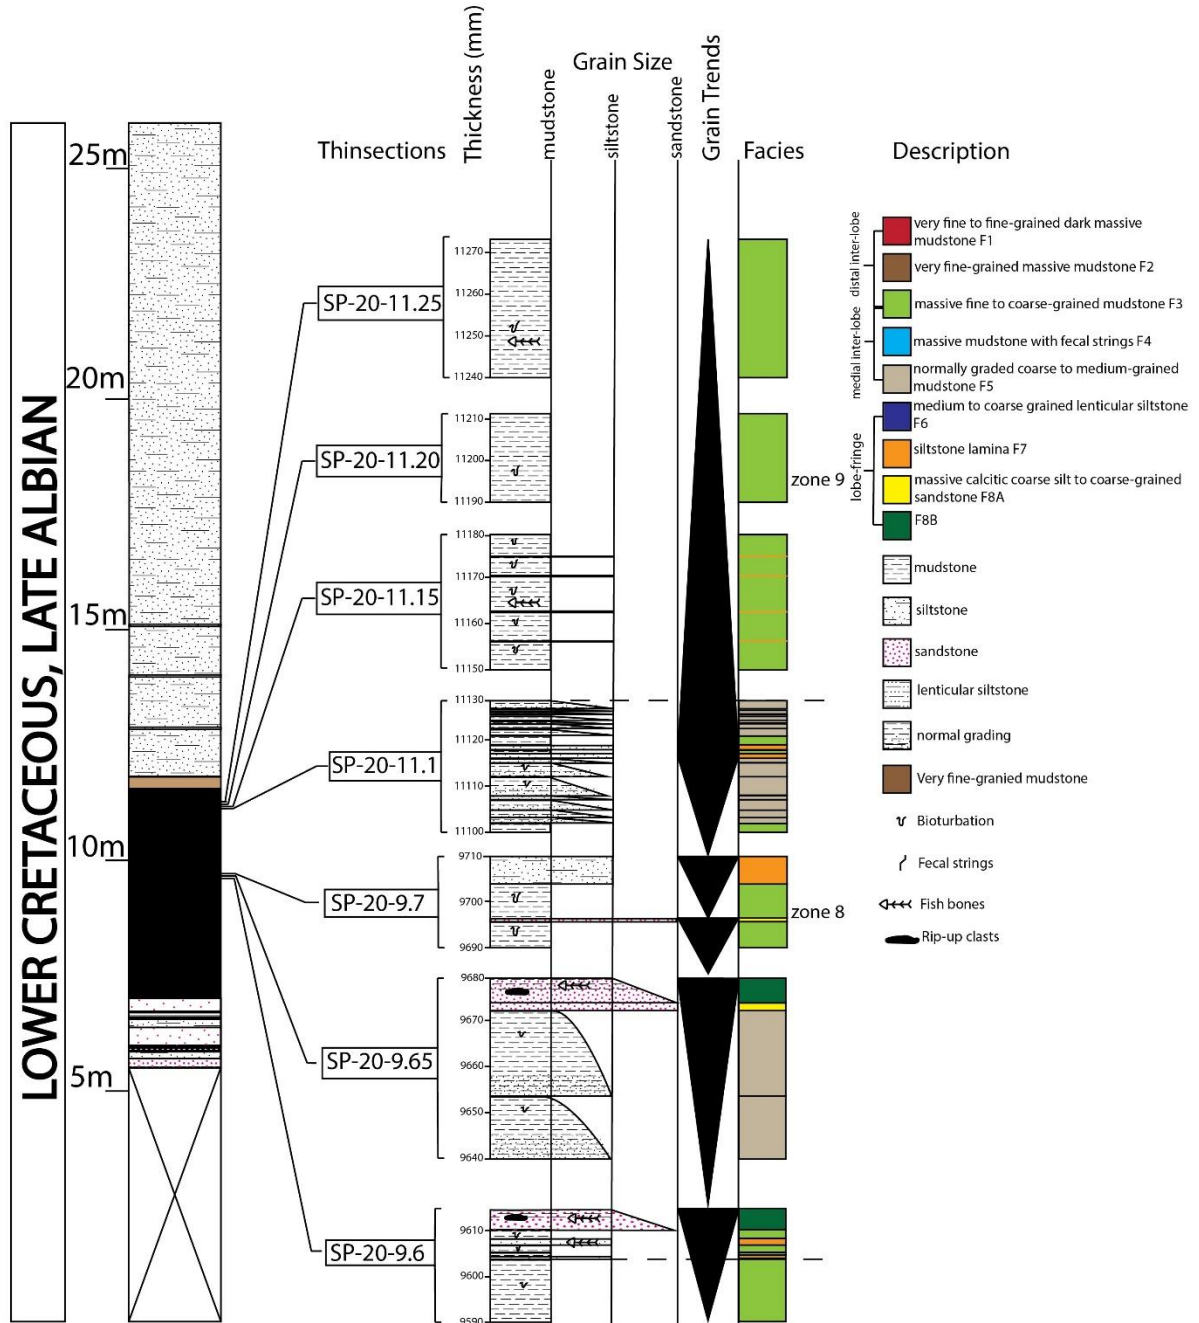 LOWER CRETACEOUS, LATE ALBIAN
25m
20m
15m
10m
5m
Thinsections
Thickness (mm)
Grain Size
mudstone
siltstone
sandstone
Grain Trends
Facies
Description
SP-20-11.25
11270
11260
11250
11240
SP-20-11.20
11210
11200
11190
zone 9
SP-20-11.15
11180
11170
11160
11150
SP-20-11.1
11130
11120
11110
11100
SP-20-9.7
9710
9700
9690
zone 8
SP-20-9.65
9680
9670
9660
9650
9640
SP-20-9.6
9610
9600
9590
distal inter-lobe
medial inter-lobe
lobe-fringe
very fine to fine-grained dark massive
mudstone F1
very fine-grained massive mudstone F2
massive fine to coarse-grained mudstone F3
massive mudstone with fecal strings F4
normally graded coarse to medium-grained
mudstone F5
medium to coarse grained lenticular siltstone
F6
siltstone lamina F7
massive calcitic coarse silt to coarse-grained
sandstone F8A
F8B
mudstone
siltstone
sandstone
lenticular siltstone
normal grading
Very fine-granied mudstone
Bioturbation
Fecal strings
Fish bones
Rip-up clasts